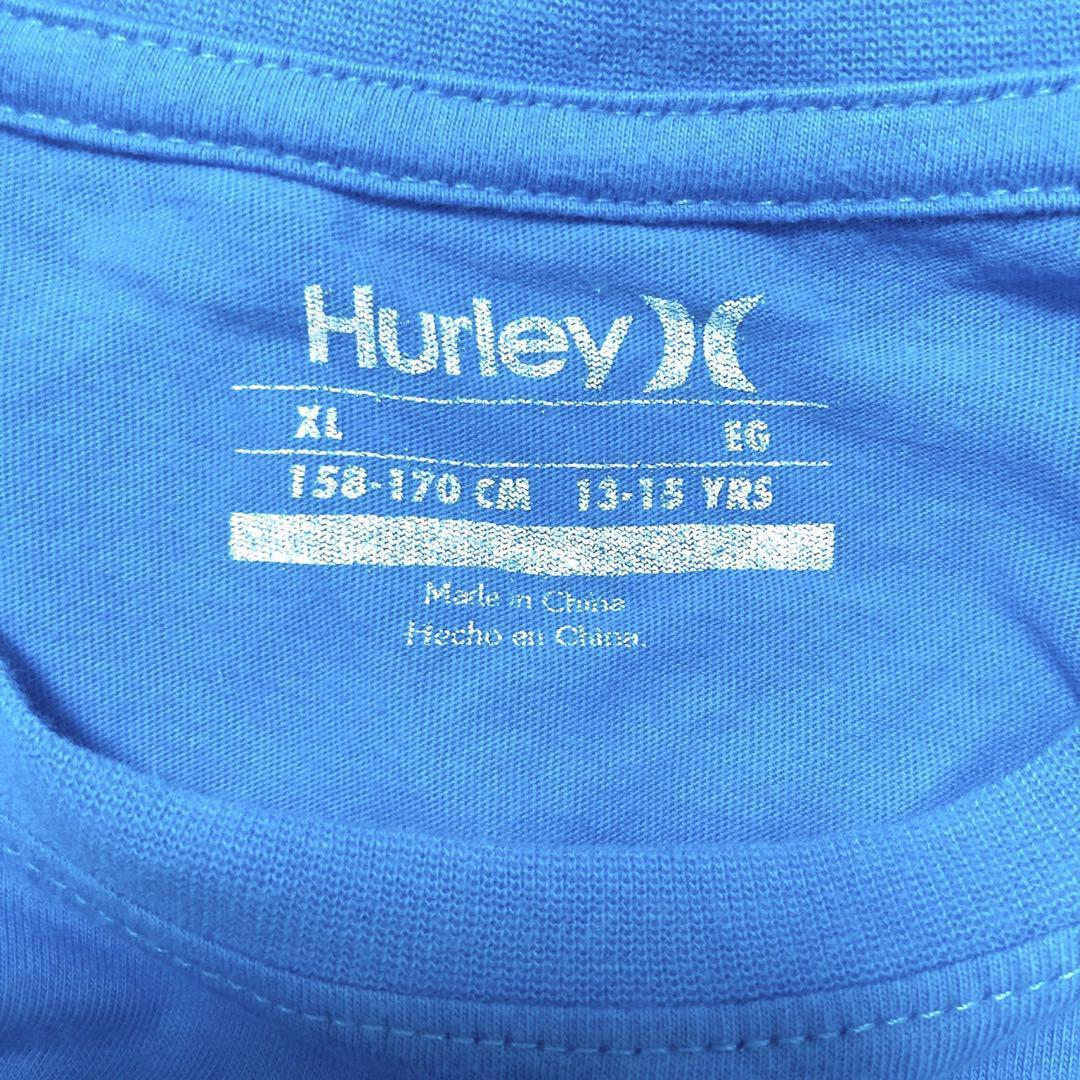 Hurley
XL EG
158-170 CM 13-15 YRS
Made in China
Hecho en China.